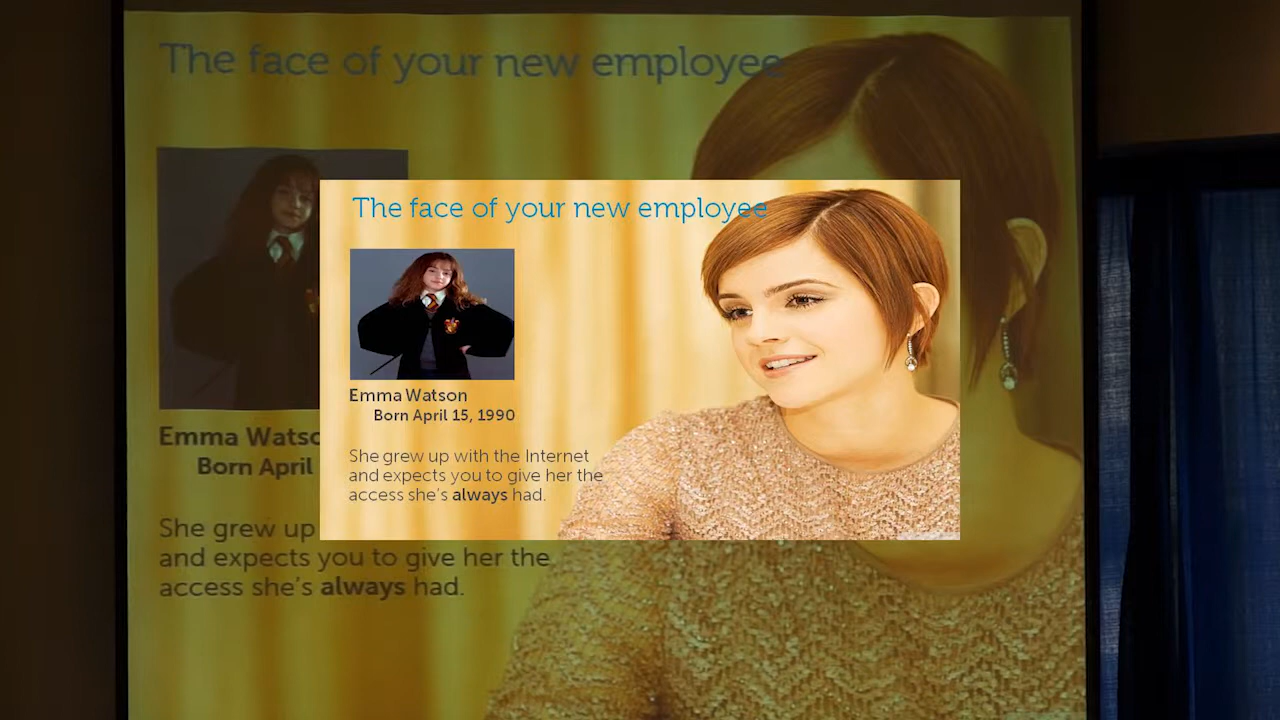 The face of your new employee
The face of your new employee
Emma Watson
Born April 15, 1990
She grew up with the Internet
and expects you to give her the
access she's always had.
Emma Watso
Born April
She grew up
and expects you to give her the
access she's always had.